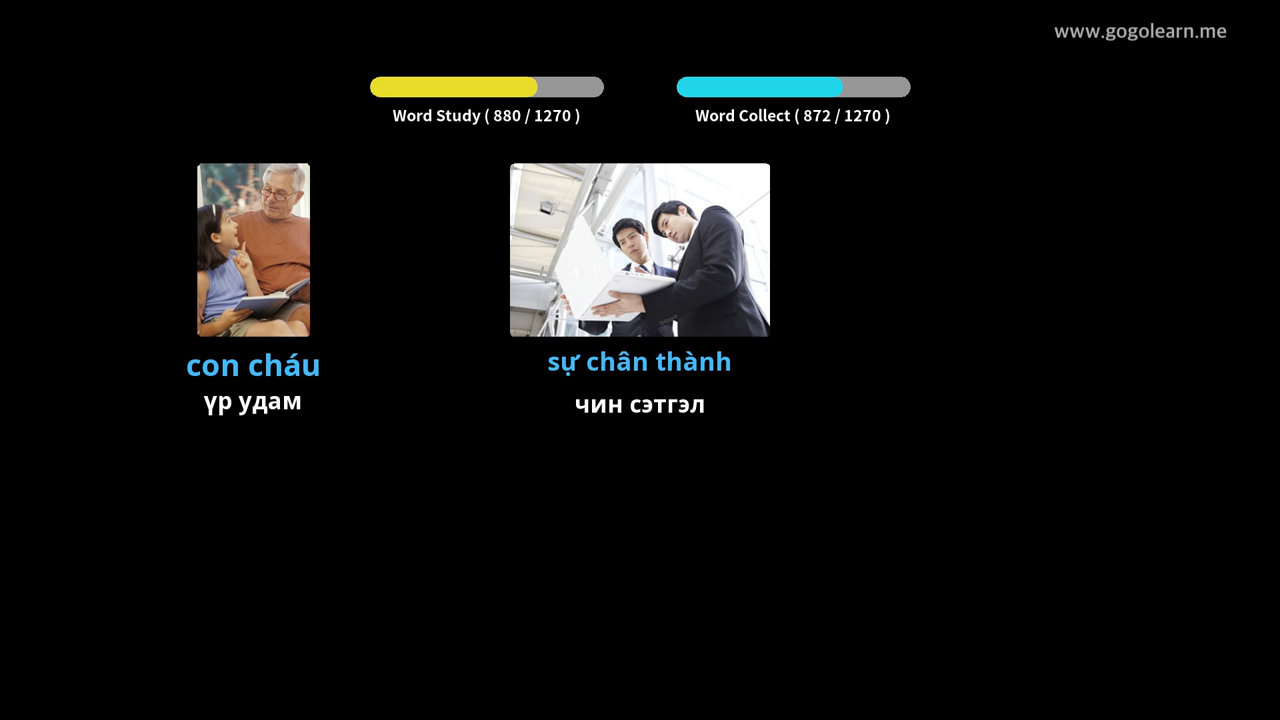 www.gogolearn.me
Word Study ( 880 / 1270 )
Word Collect ( 872 / 1270 )
con cháu
үр удам
sự chân thành
чин сэтгэл